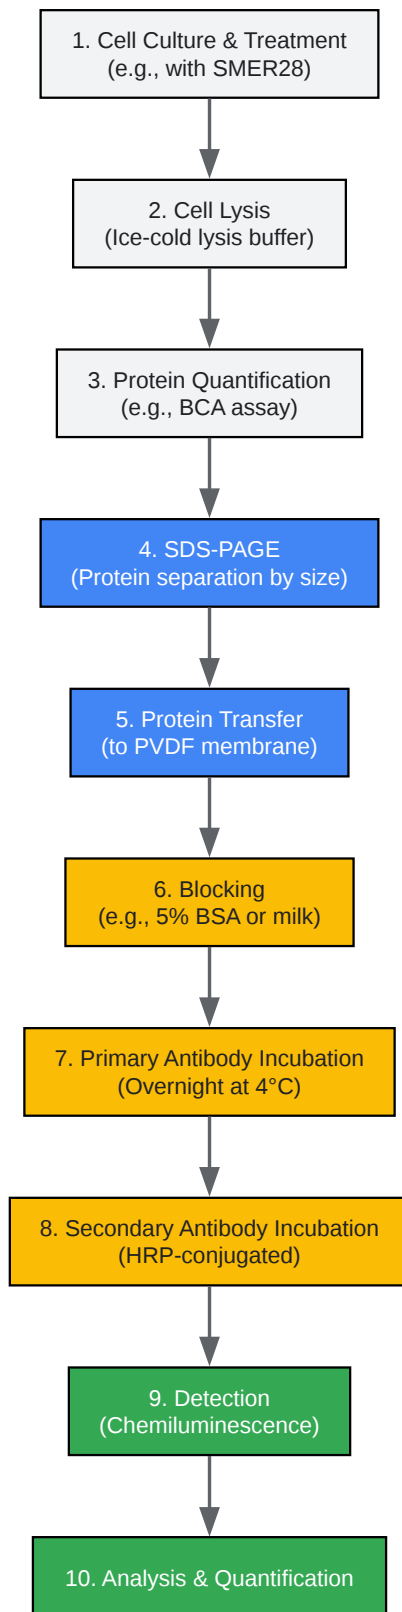 1. Cell Culture & Treatment
(e.g., with SMER28)
2. Cell Lysis
(Ice-cold lysis buffer)
3. Protein Quantification
(e.g., BCA assay)
4. SDS-PAGE
(Protein separation by size)
5. Protein Transfer
(to PVDF membrane)
6. Blocking
(e.g., 5% BSA or milk)
7. Primary Antibody Incubation
(Overnight at 4°C)
8. Secondary Antibody Incubation
(HRP-conjugated)
9. Detection
(Chemiluminescence)
10. Analysis & Quantification